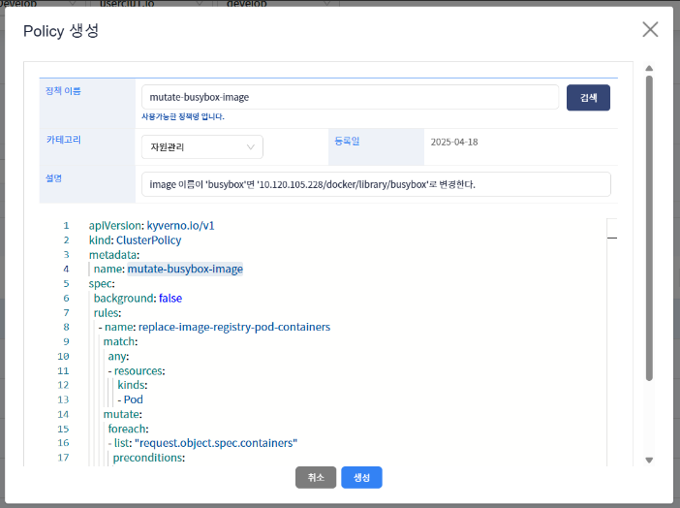 Develop userclu1.io develop
Policy 생성
정책 이름 mutate-busybox-image 검색
사용가능한 정책명 입니다.
카테고리 자원관리 등록일 2025-04-18
설명 image 이름이 'busybox'면 '10.120.105.228/docker/library/busybox'로 변경한다.
1 apiVersion: kyverno.io/v1
2 kind: ClusterPolicy
3 metadata:
4 name: mutate-busybox-image
5 spec:
6 background: false
7 rules:
8 - name: replace-image-registry-pod-containers
9 match:
10 any:
11 - resources:
12 kinds:
13 - Pod
14 mutate:
15 foreach:
16 - list: "request.object.spec.containers"
17 preconditions:
취소 생성